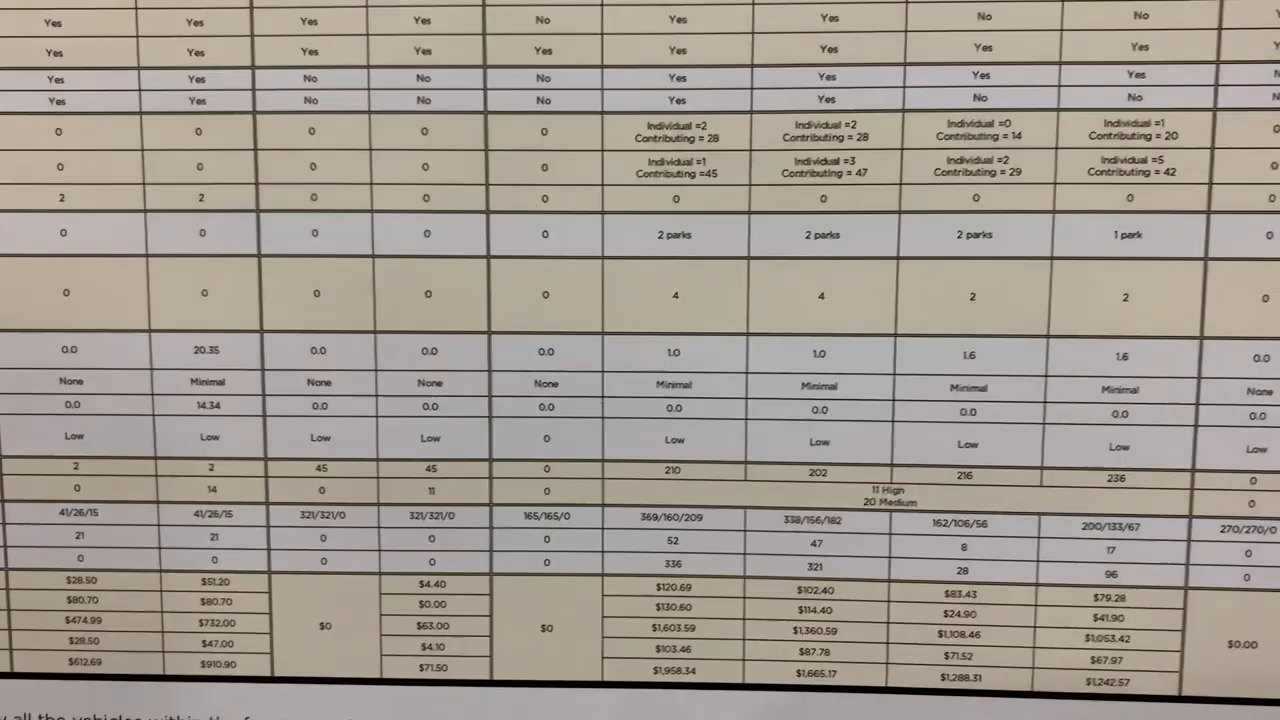 Yes Yes Yes Yes No Yes Yes No No
Yes Yes Yes Yes Yes Yes Yes Yes Yes
Yes Yes No No No Yes Yes Yes Yes
Yes Yes No No No Yes Yes No No
0 0 0 0 0 Individual =2 Individual =2 Individual =0 Individual =1 0
Contributing = 28 Contributing = 28 Contributing = 14 Contributing = 20
0 0 0 0 0 Individual =1 Individual =3 Individual =2 Individual =5 0
Contributing =45 Contributing = 47 Contributing = 29 Contributing = 42
2 2 0 0 0 0 0 0 0 0
0 0 0 0 0 2 parks 2 parks 2 parks 1 park 0
0 0 0 0 0 4 4 2 2 0
0.0 20.35 0.0 0.0 0.0 1.0 1.0 1.6 1.6 0.0
None Minimal None None None Minimal Minimal Minimal Minimal None
0.0 14.34 0.0 0.0 0.0 0.0 0.0 0.0 0.0 0.0
Low Low Low Low 0 Low Low Low Low Low
2 2 45 45 0 210 202 216 236 0
0 14 0 11 0 11 High 0
20 Medium
41/26/15 41/26/15 321/321/0 321/321/0 165/165/0 369/160/209 338/156/182 162/106/56 200/133/67 270/270/0
21 21 0 0 0 52 47 8 17 0
0 0 0 0 0 336 321 28 96 0
$28.50 $51.20 $0 $4.40 $0 $120.69 $102.40 $83.43 $79.28 $0.00
$80.70 $80.70 $0.00 $130.60 $114.40 $24.90 $41.90
$474.99 $732.00 $63.00 $1,603.59 $1,360.59 $1,108.46 $1,053.42
$28.50 $47.00 $4.10 $103.46 $87.78 $71.52 $67.97
$612.69 $910.90 $71.50 $1,958.34 $1,665.17 $1,288.31 $1,242.57
all the vehicles within the